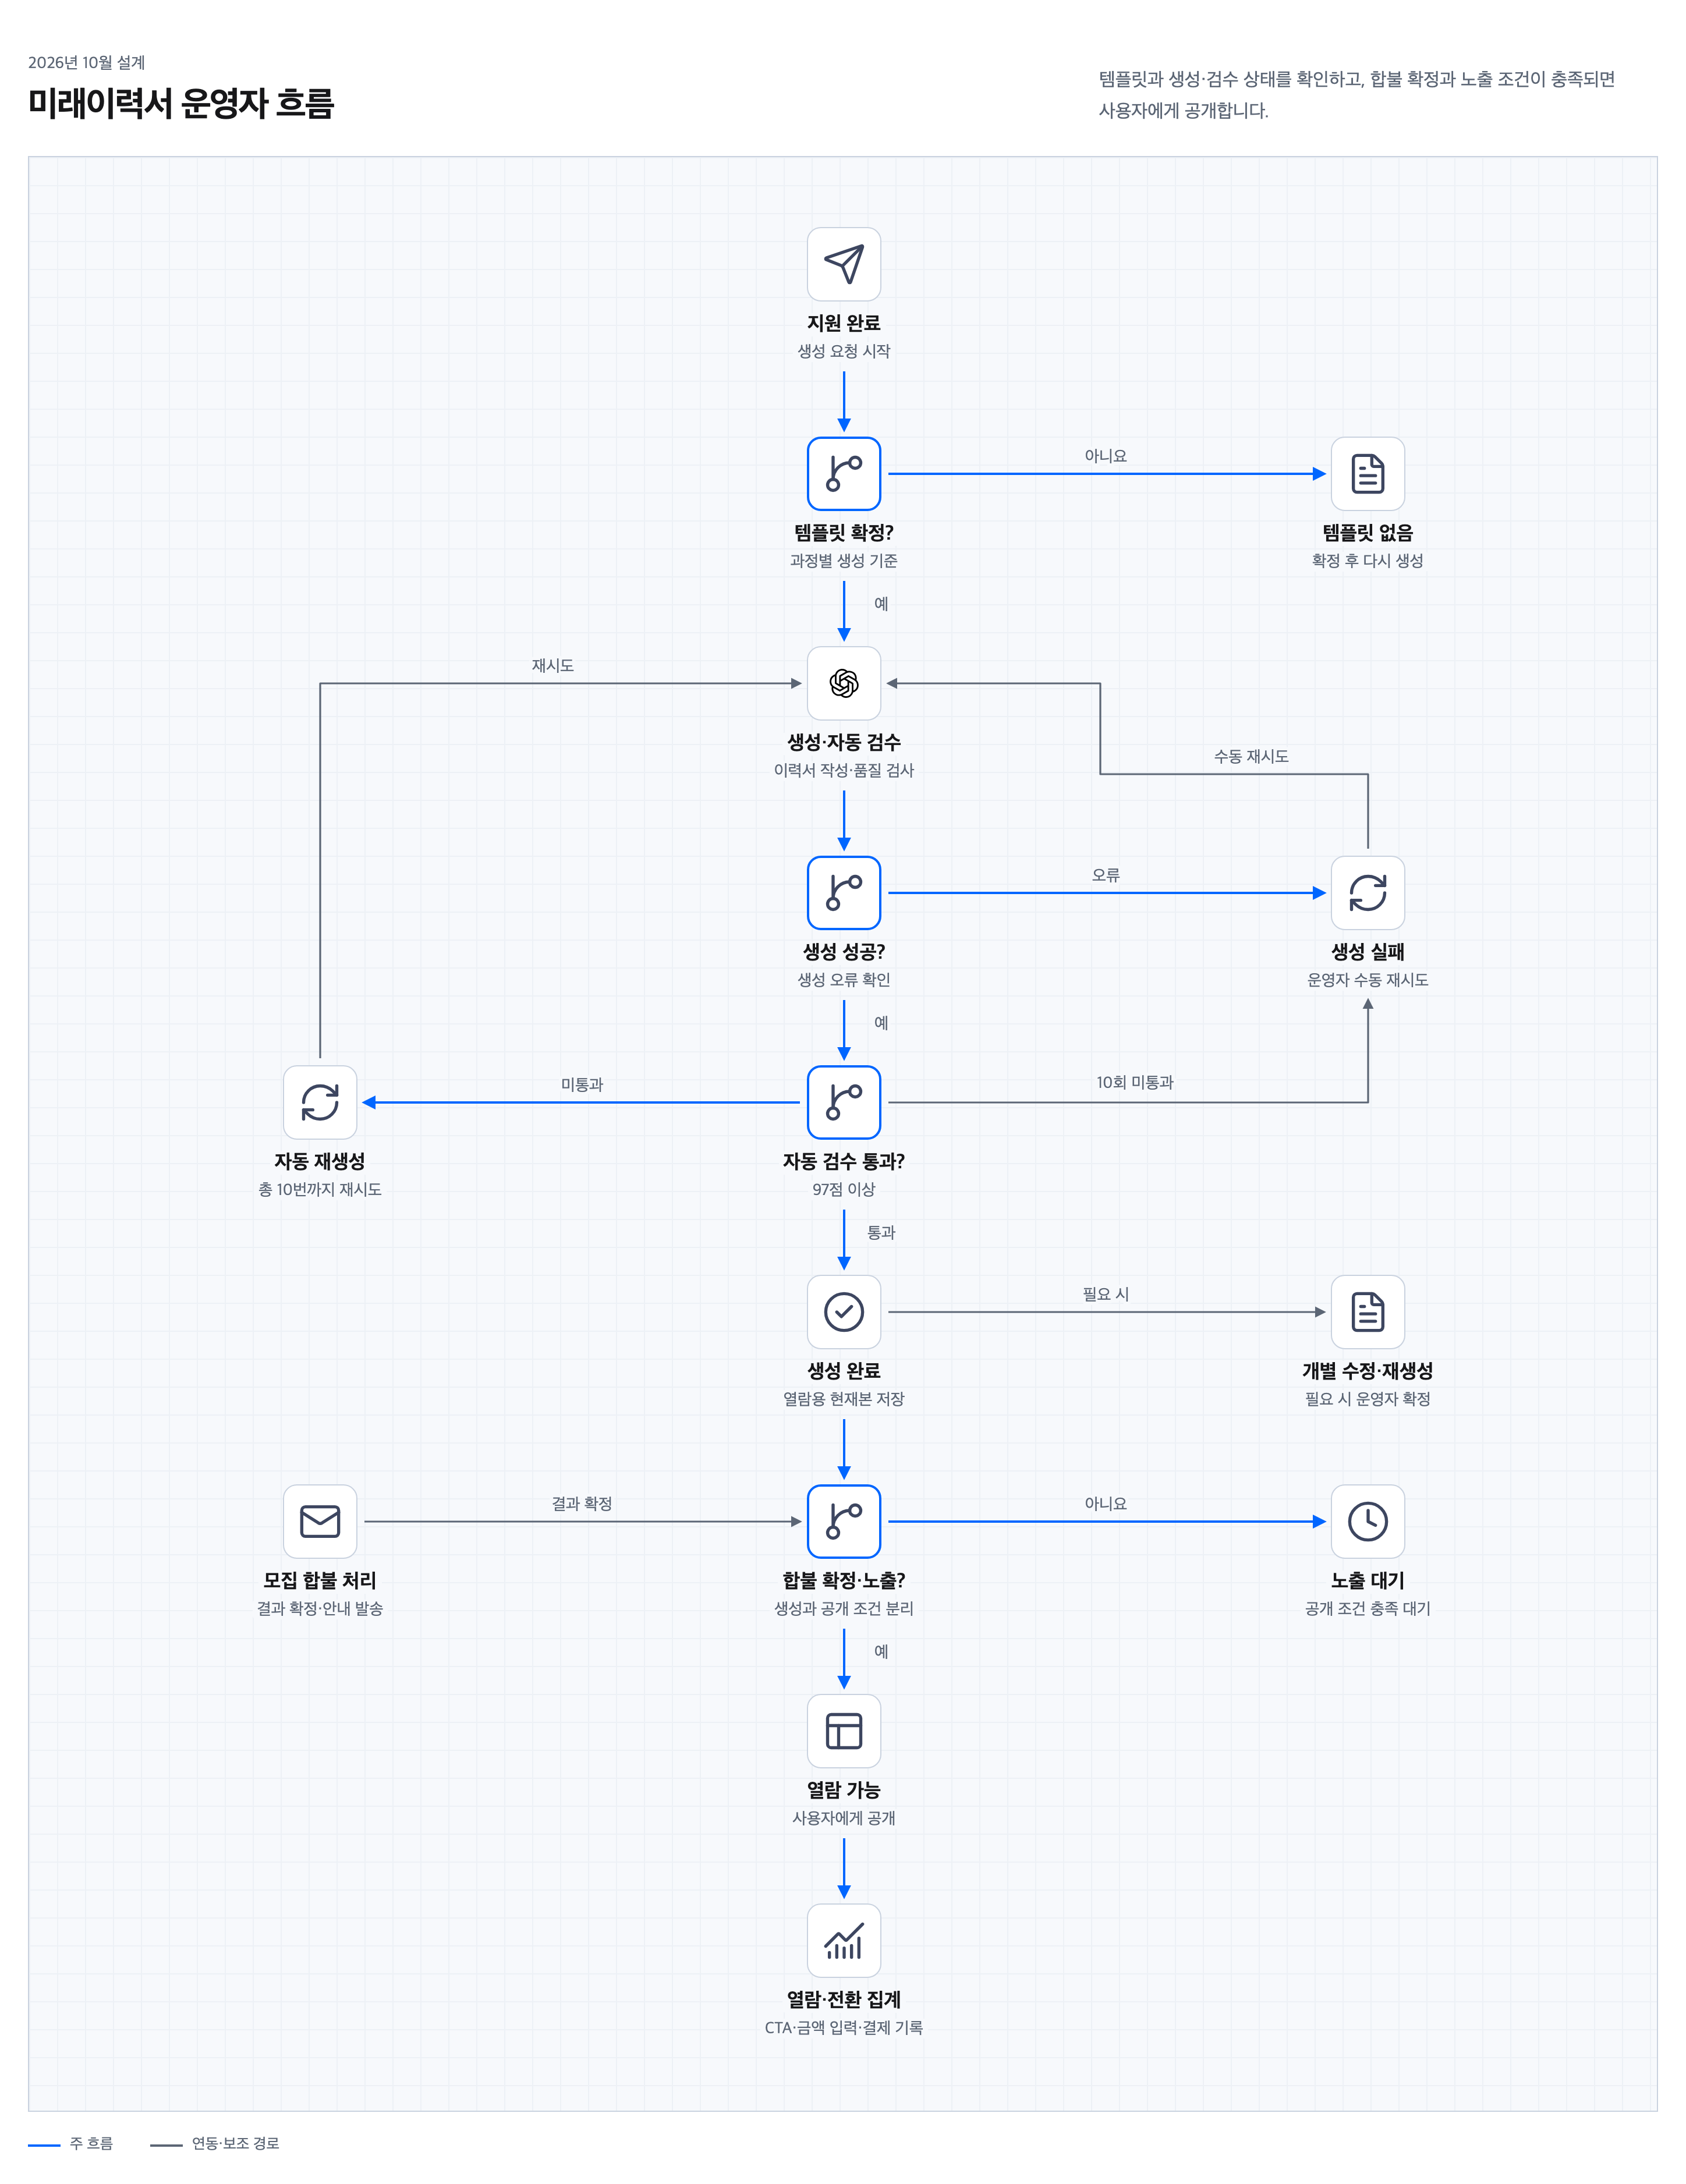 2026년 10월 설계
미래이력서 운영자 흐름
템플릿과 생성·검수 상태를 확인하고, 합불 확정과 노출 조건이 충족되면
사용자에게 공개합니다.
지원 완료
생성 요청 시작
아니요
템플릿 확정?
과정별 생성 기준
템플릿 없음
확정 후 다시 생성
예
재시도
생성·자동 검수
이력서 작성·품질 검사
수동 재시도
오류
생성 성공?
생성 오류 확인
생성 실패
운영자 수동 재시도
예
미통과
10회 미통과
자동 재생성
총 10번까지 재시도
자동 검수 통과?
97점 이상
통과
필요 시
생성 완료
열람용 현재본 저장
개별 수정·재생성
필요 시 운영자 확정
결과 확정
아니요
모집 합불 처리
결과 확정·안내 발송
합불 확정·노출?
생성과 공개 조건 분리
노출 대기
공개 조건 충족 대기
예
열람 가능
사용자에게 공개
열람·전환 집계
CTA·금액 입력·결제 기록
주 흐름
연동·보조 경로